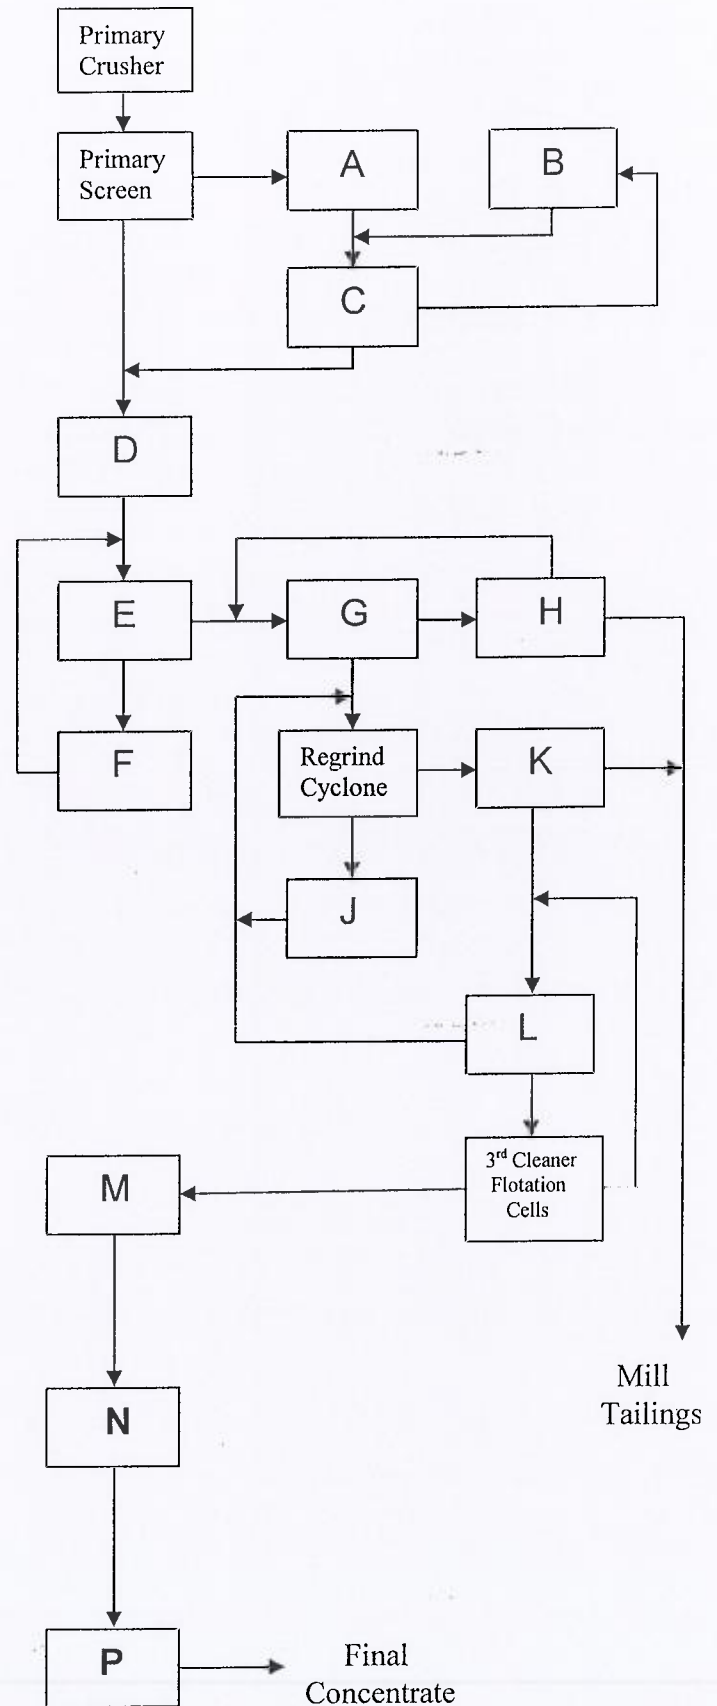 Primary
Crusher
Primary
Screen
A
B
C
D
E
G
H
F
Regrind
Cyclone
K
J
L
3rd Cleaner
Flotation
Cells
M
Mill
Tailings
N
P
Final
Concentrate